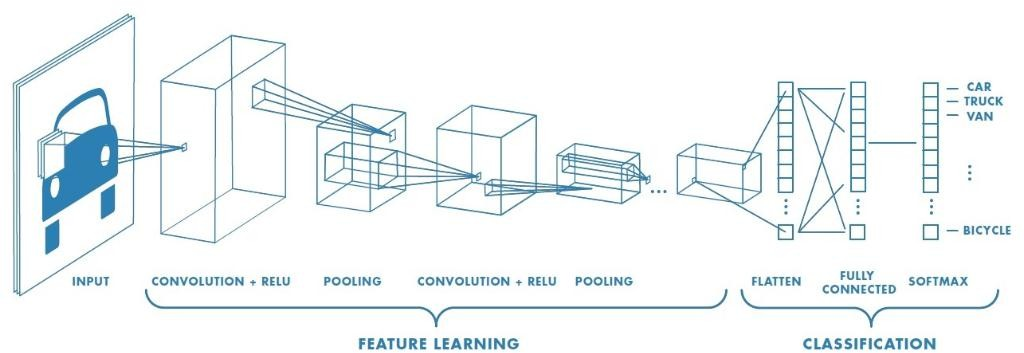 CAR
TRUCK
VAN
BICYCLE
INPUT
CONVOLUTION + RELU
POOLING
CONVOLUTION + RELU
POOLING
FLATTEN
FULLY
CONNECTED
SOFTMAX
FEATURE LEARNING
CLASSIFICATION